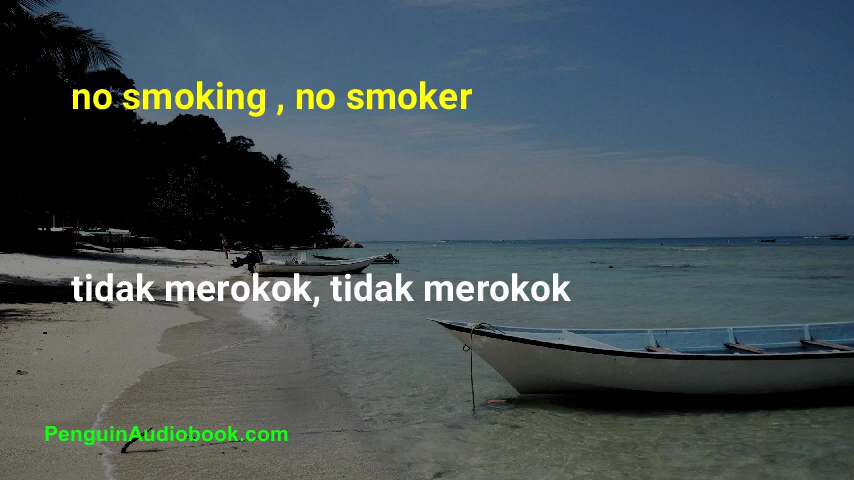 no smoking , no smoker
tidak merokok, tidak merokok
PenguinAudiobook.com